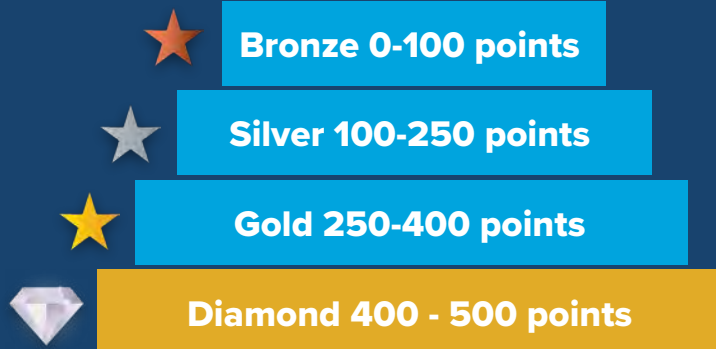 Bronze 0-100 points
Silver 100-250 points
Gold 250-400 points
Diamond 400 - 500 points